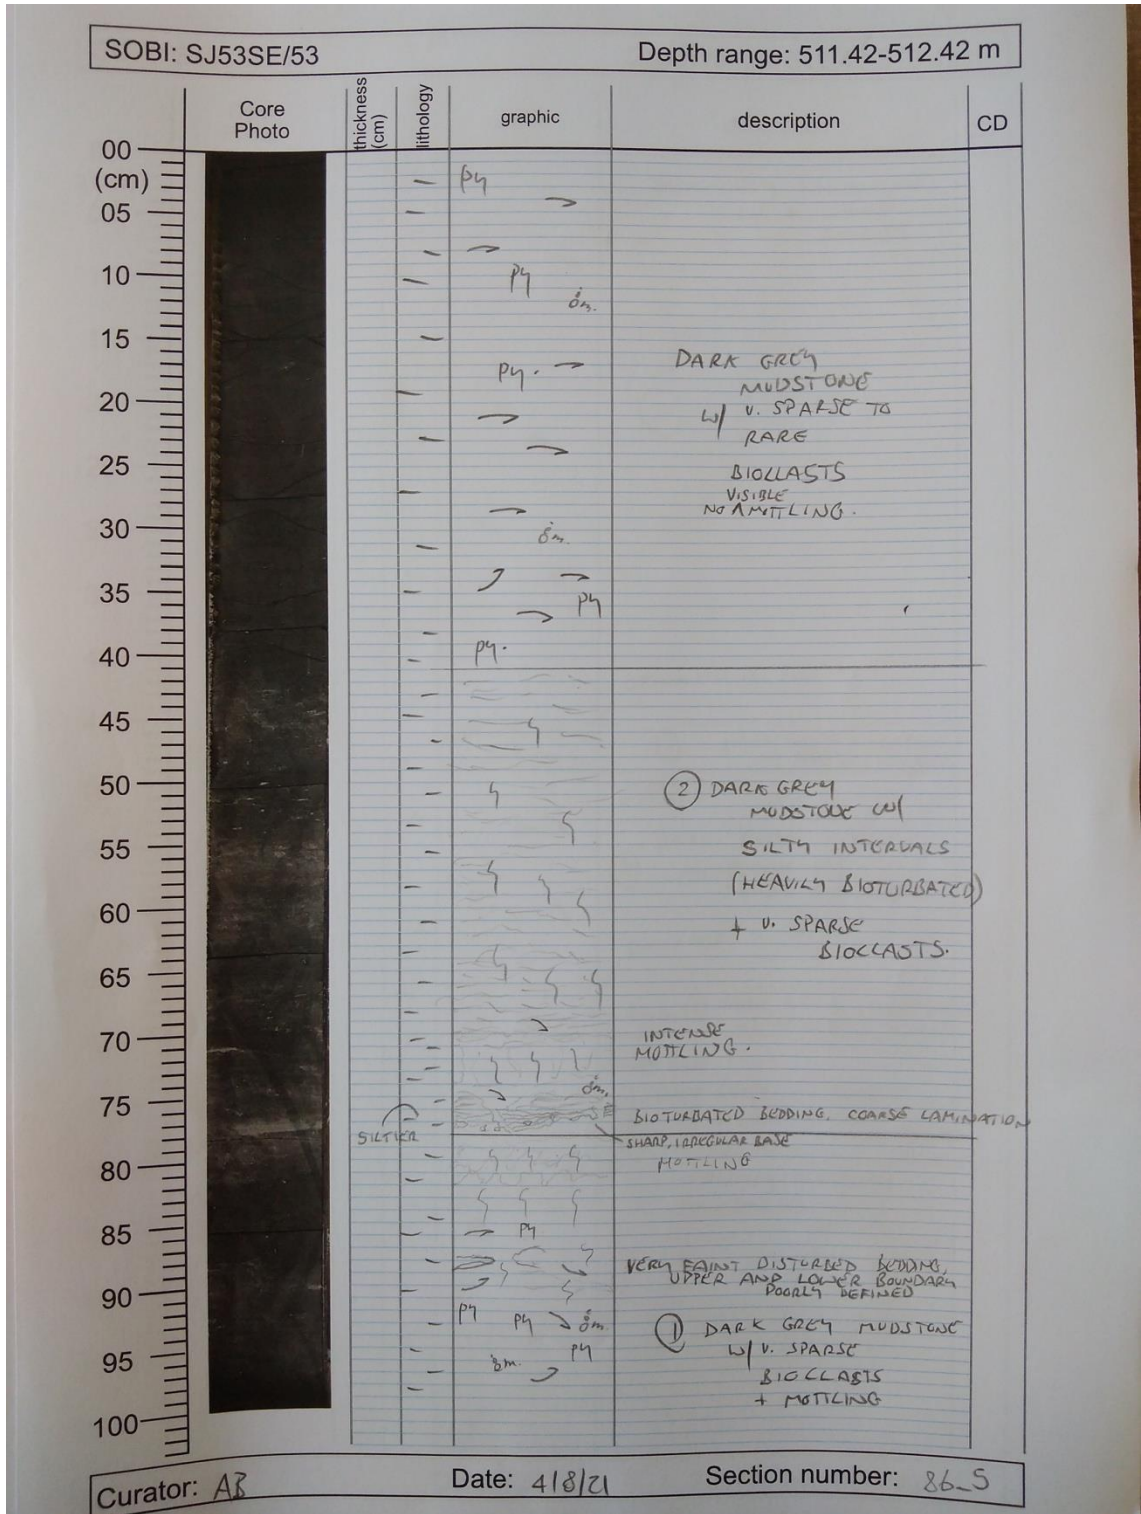 SOBI: SJ53SE/53
Depth range: 511.42-512.42 m
Core
Photo
thickness
(cm)
lithology
graphic
description
CD
00
(cm)
05
10
15
20
25
30
35
40
45
50
55
60
65
70
75
80
85
90
95
100
py
py
öm.
py.
DARK GREY
MUDSTONE
w/ V. SPARSE TO
RARE
BIOCLASTS
VISIBLE
NO ^ MOTTLING.
öm.
py
py.
② DARK GREY
MUDSTONE w/
SILTY INTERVALS
(HEAVILY BIOTURBATED)
+ V. SPARSE
BIOCLASTS.
INTENSE
MOTTLING.
öm.
BIOTURBATED BEDDING, COARSE LAMINATION
SILTIER
SHARP, IRREGULAR BASE
MOTTLING
py
VERY FAINT DISTURBED BEDDING,
UPPER AND LOWER BOUNDARY
POORLY DEFINED
py
py
öm.
① DARK GREY MUDSTONE
py
w/ V. SPARSE
öm.
BIOCLASTS
+ MOTTLING
Curator: AB
Date: 4/8/21
Section number: 86_5